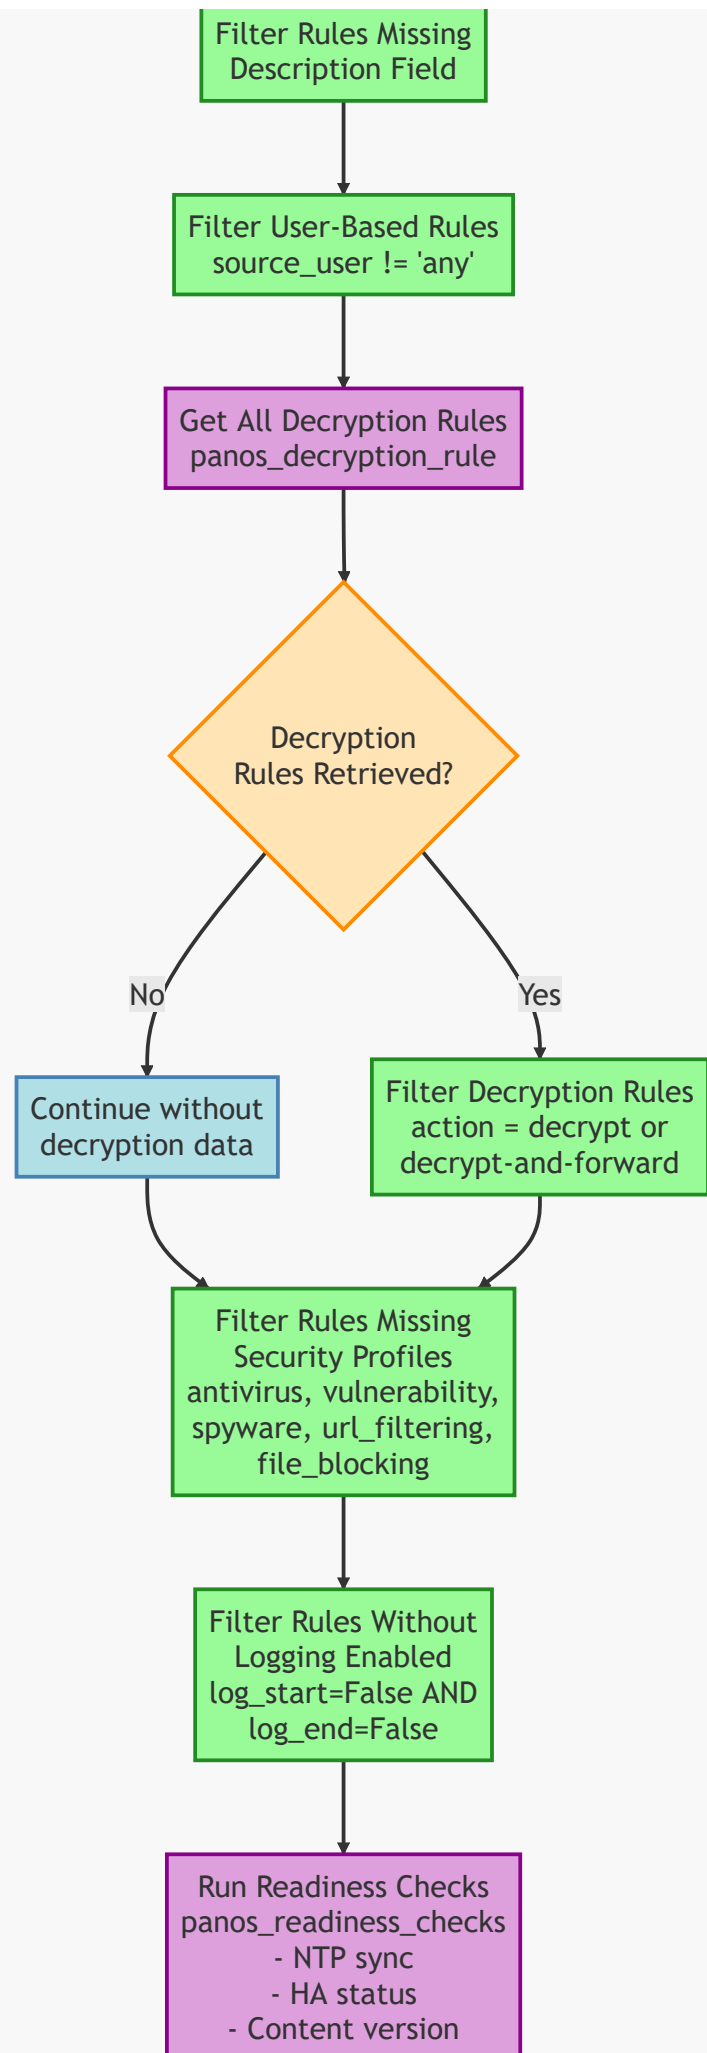 Filter Rules Missing
Description Field
Filter User-Based Rules
source_user != 'any'
Get All Decryption Rules
panos_decryption_rule
Decryption
Rules Retrieved?
No
Yes
Continue without
decryption data
Filter Decryption Rules
action = decrypt or
decrypt-and-forward
Filter Rules Missing
Security Profiles
antivirus, vulnerability,
spyware, url_filtering,
file_blocking
Filter Rules Without
Logging Enabled
log_start=False AND
log_end=False
Run Readiness Checks
panos_readiness_checks
- NTP sync
- HA status
- Content version